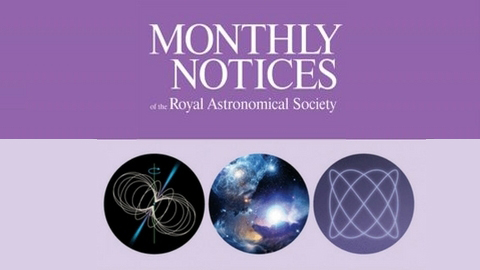 MONTHLY
NOTICES
of the Royal Astronomical Society